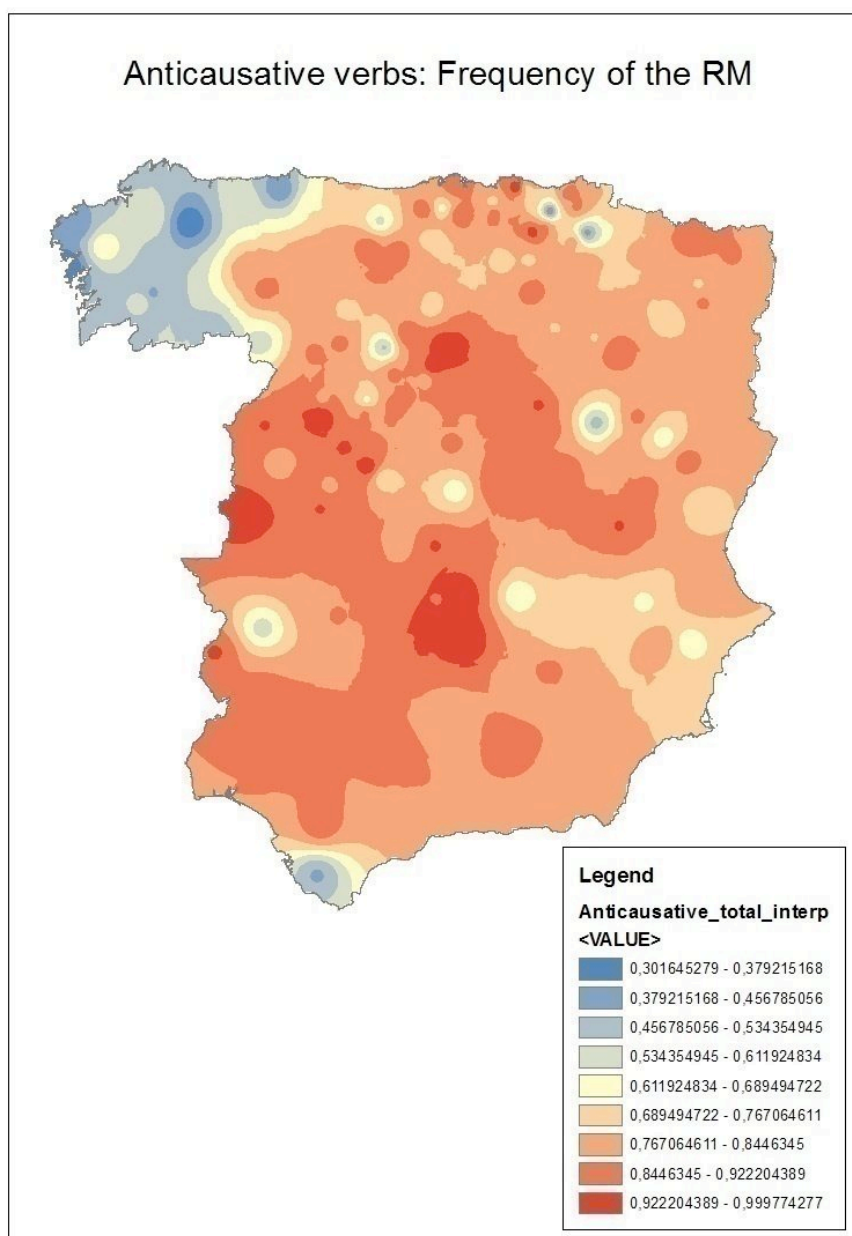 Anticausative verbs: Frequency of the RM
Legend
Anticausative_total_interp
<VALUE>
0,301645279 - 0,379215168
0,379215168 - 0,456785056
0,456785056 - 0,534354945
0,534354945 - 0,611924834
0,611924834 - 0,689494722
0,689494722 - 0,767064611
0,767064611 - 0,8446345
0,8446345 - 0,922204389
0,922204389 - 0,999774277